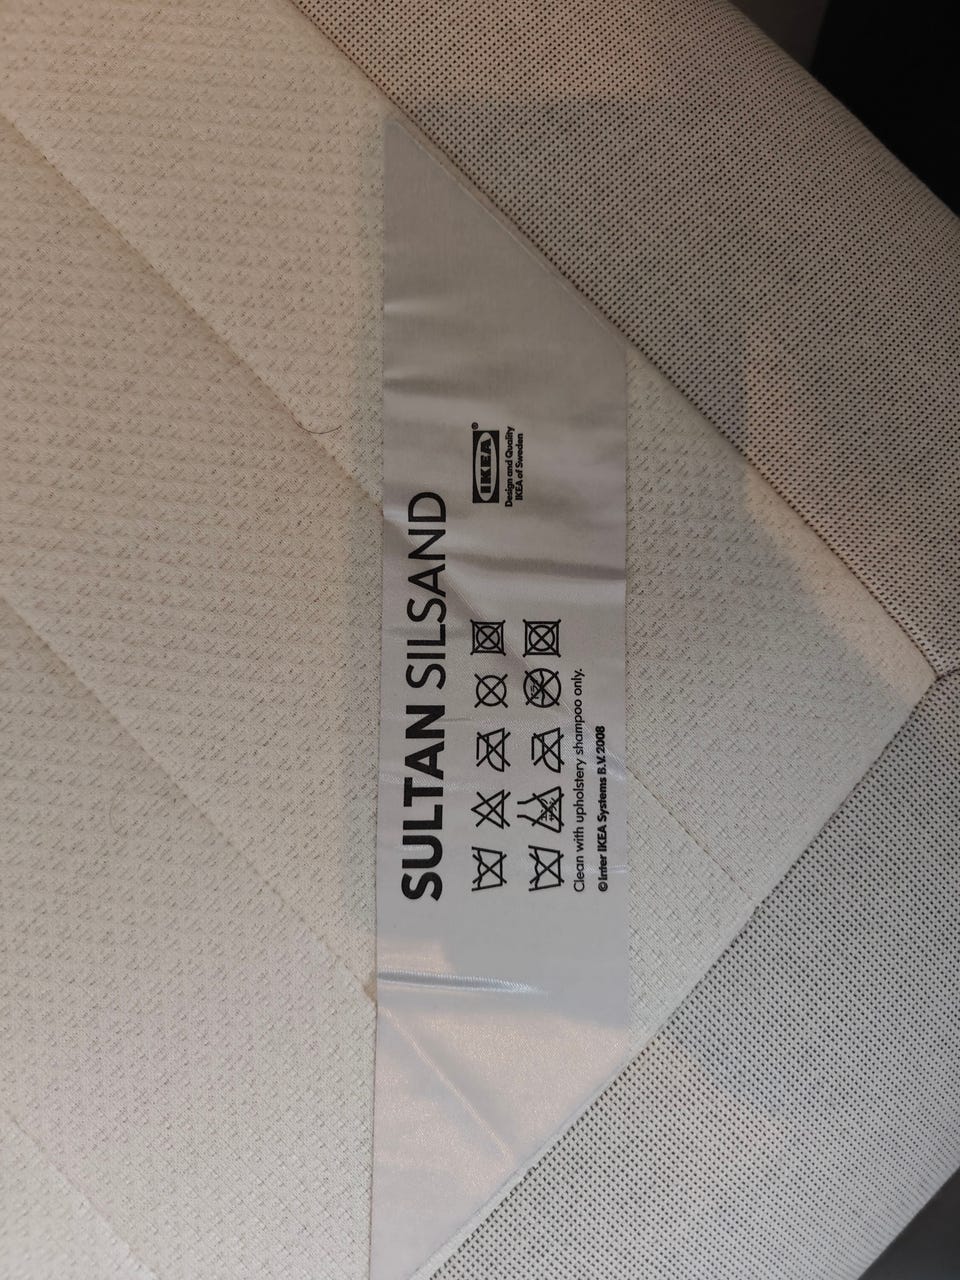 SULTAN SILSAND
IKEA®
Design and Quality
IKEA of Sweden
Clean with upholstery shampoo only.
©Inter IKEA Systems B.V. 2008